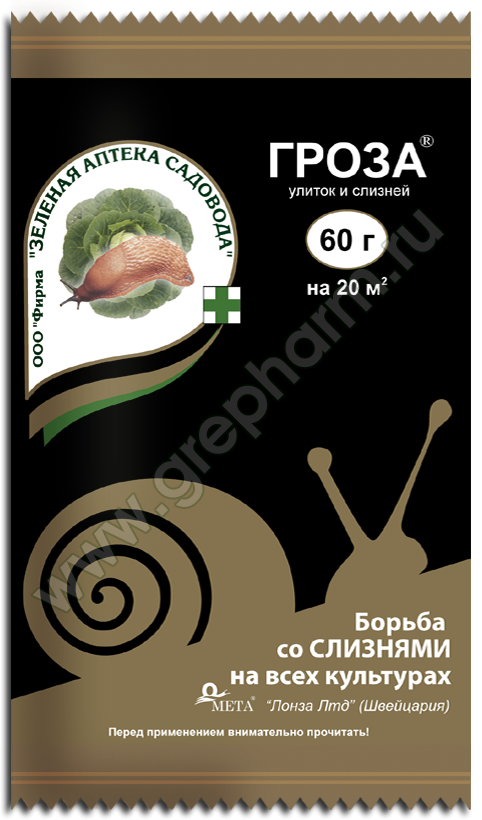 ООО "Фирма "ЗЕЛЕНАЯ АПТЕКА САДОВОДА"
ГРОЗА®
улиток и слизней
60 г
на 20 м²
www.grepharm.ru
Борьба
со СЛИЗНЯМИ
на всех культурах
МЕТА® "Лонза Лтд" (Швейцария)
Перед применением внимательно прочитать!